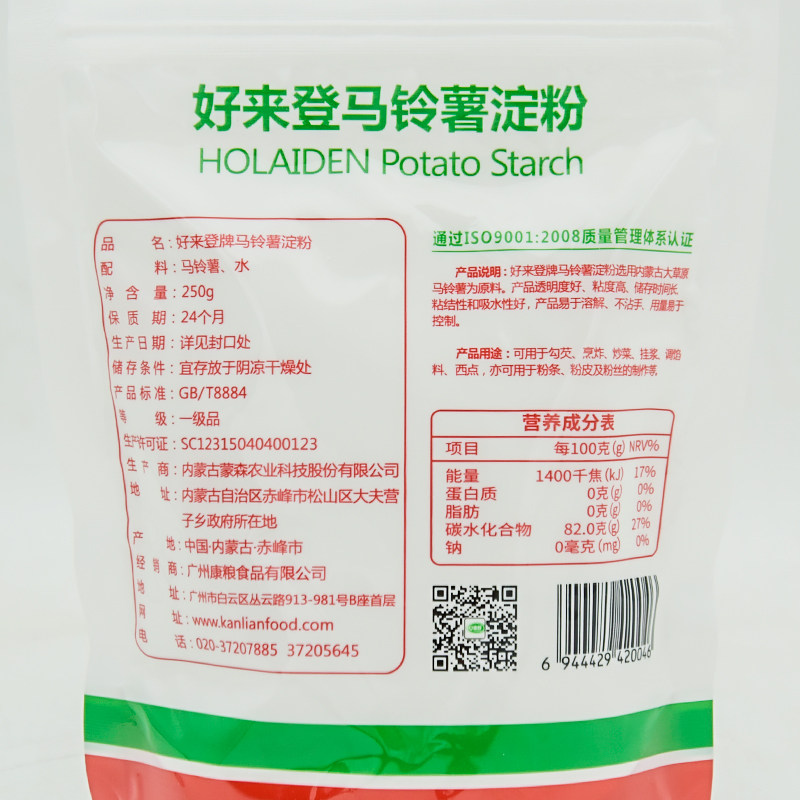 好来登马铃薯淀粉
HOLAIDEN Potato Starch
品名：好来登牌马铃薯淀粉
配料：马铃薯、水
净含量：250g
保质期：24个月
生产日期：详见封口处
储存条件：宜存放于阴凉干燥处
产品标准：GB/T8884
等级：一级品
生产许可证：SC12315040400123
生产商：内蒙古蒙森农业科技股份有限公司
地址：内蒙古自治区赤峰市松山区大夫营
子乡政府所在地
产地：中国·内蒙古·赤峰市
经销商：广州康粮食品有限公司
地址：广州市白云区丛云路913-981号B座首层
网址：www.kanlianfood.com
电话：020-37207885 37205645
通过ISO9001:2008质量管理体系认证
产品说明：好来登牌马铃薯淀粉选用内蒙古大草原
马铃薯为原料。产品透明度好、粘度高、储存时间长、
粘结性和吸水性好，产品易于溶解、不沾手、用量易于
控制。
产品用途：可用于勾芡、烹炸、炒菜、挂浆、调馅
料、西点，亦可用于粉条、粉皮及粉丝的制作等。
营养成分表
项目 每100克(g) NRV%
能量 1400千焦(kJ) 17%
蛋白质 0克(g) 0%
脂肪 0克(g) 0%
碳水化合物 82.0克(g) 27%
钠 0毫克(mg) 0%
6 944429 420046